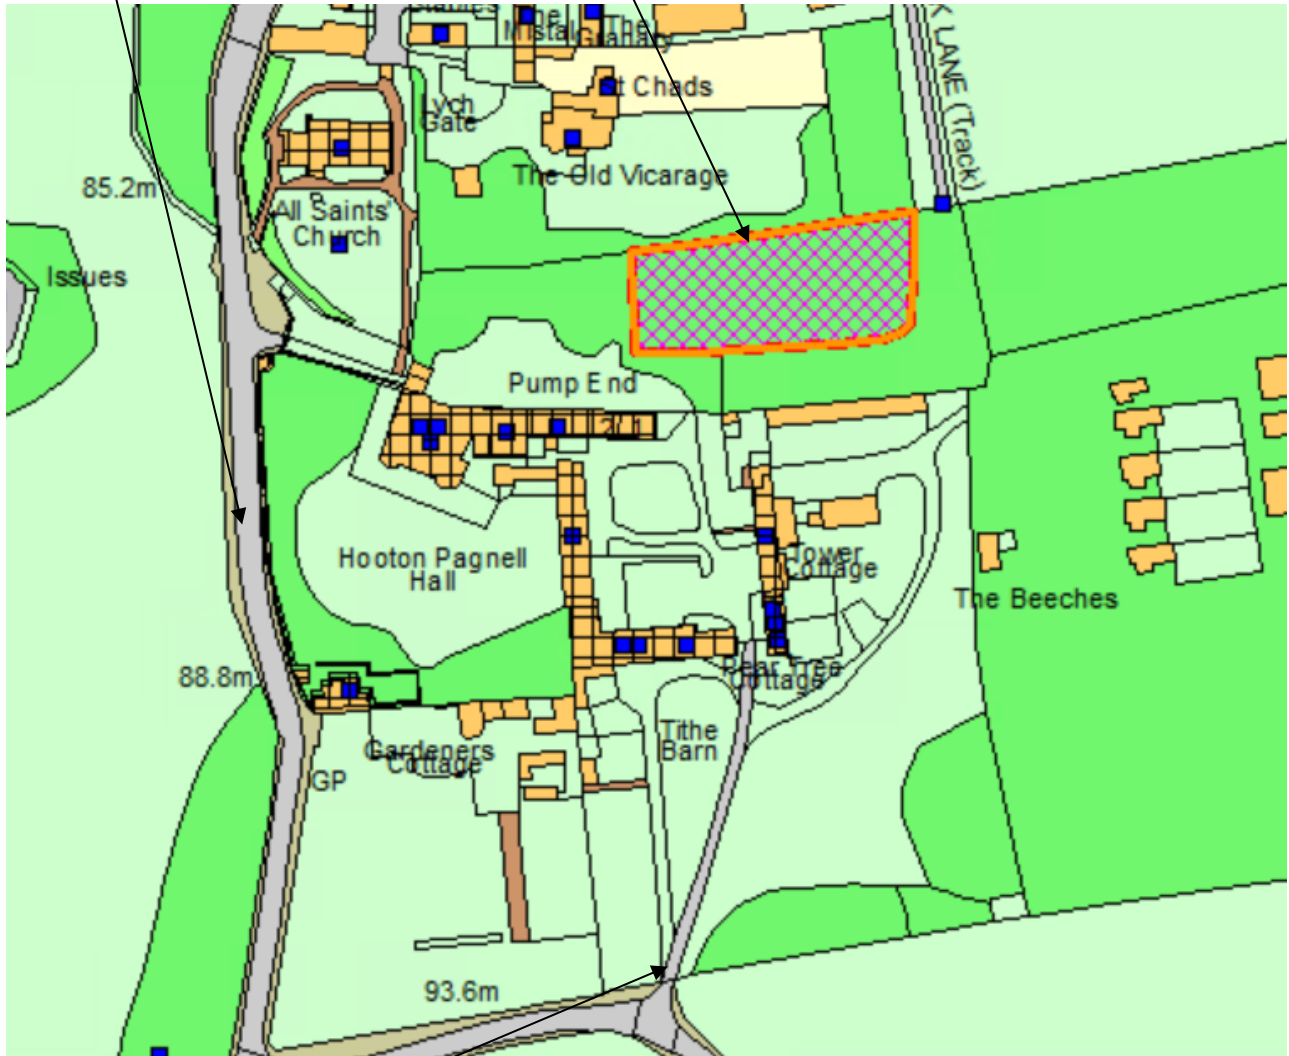 The
Mistal
The
Granary
K LANE (Track)
St Chads
Lych
Gate
The Old Vicarage
85.2m
All Saints'
Church
Issues
Pump End
Hooton Pagnell
Hall
Tower
Cottage
The Beeches
88.8m
Pear Tree
Cottage
Tithe
Barn
Gardeners
Cottage
GP
93.6m